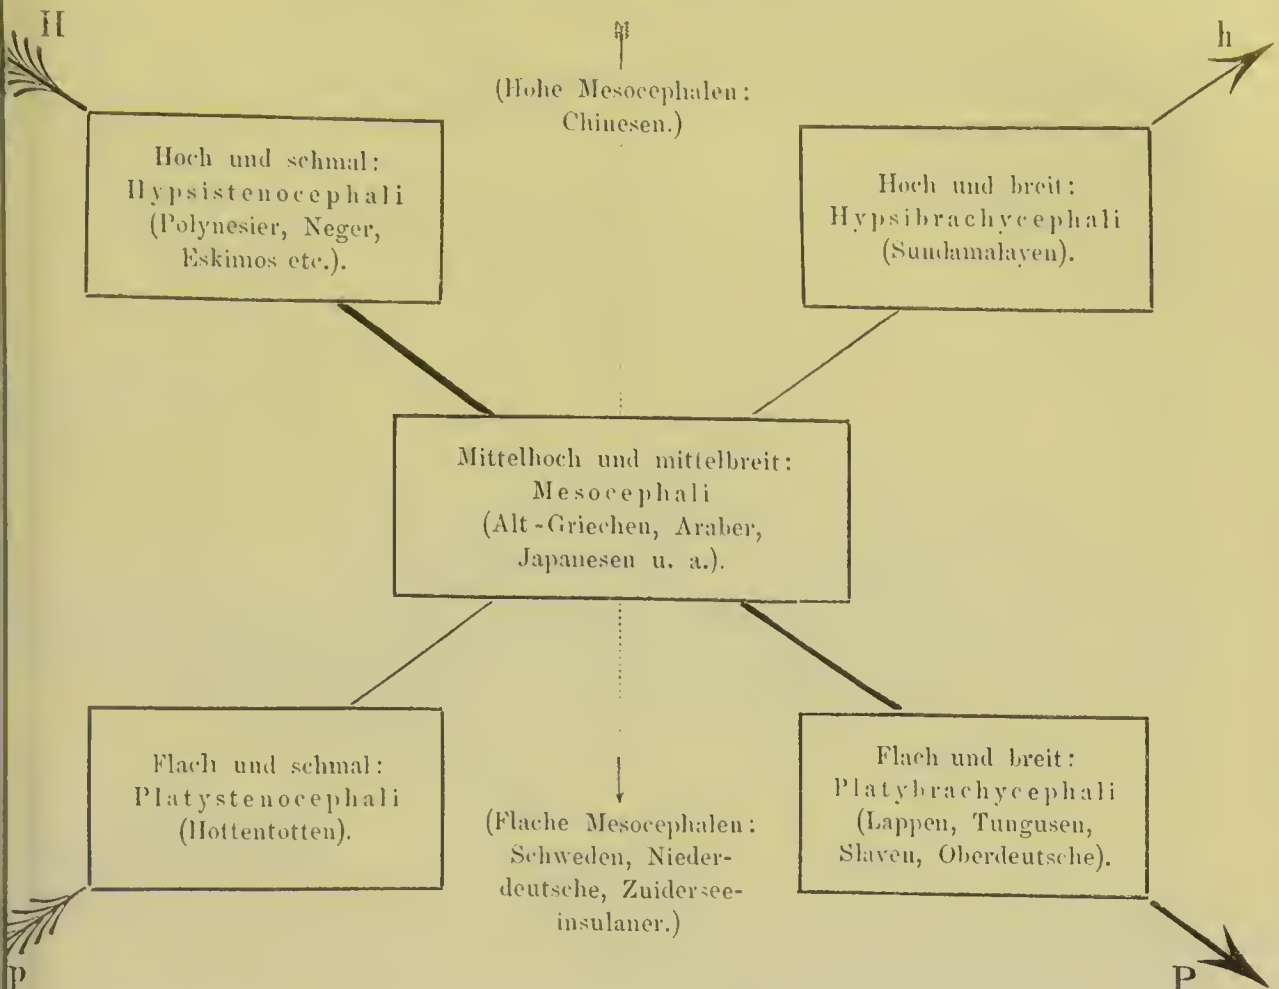 H
h
(Hohe Mesocephalen:
Chinesen.)
Hoch und schmal:
Hypsistenocephali
(Polynesier, Neger,
Eskimos etc.).
Hoch und breit:
Hypsibrachycephali
(Sundamalayen).
Mittelhoch und mittelbreit:
Mesocephali
(Alt-Griechen, Araber,
Japanesen u. a.).
Flach und schmal:
Platystenocephali
(Hottentotten).
(Flache Mesocephalen:
Schweden, Nieder-
deutsche, Zuidersee-
insulaner.)
Flach und breit:
Platybrachycephali
(Lappen, Tungusen,
Slaven, Oberdeutsche).
p
P